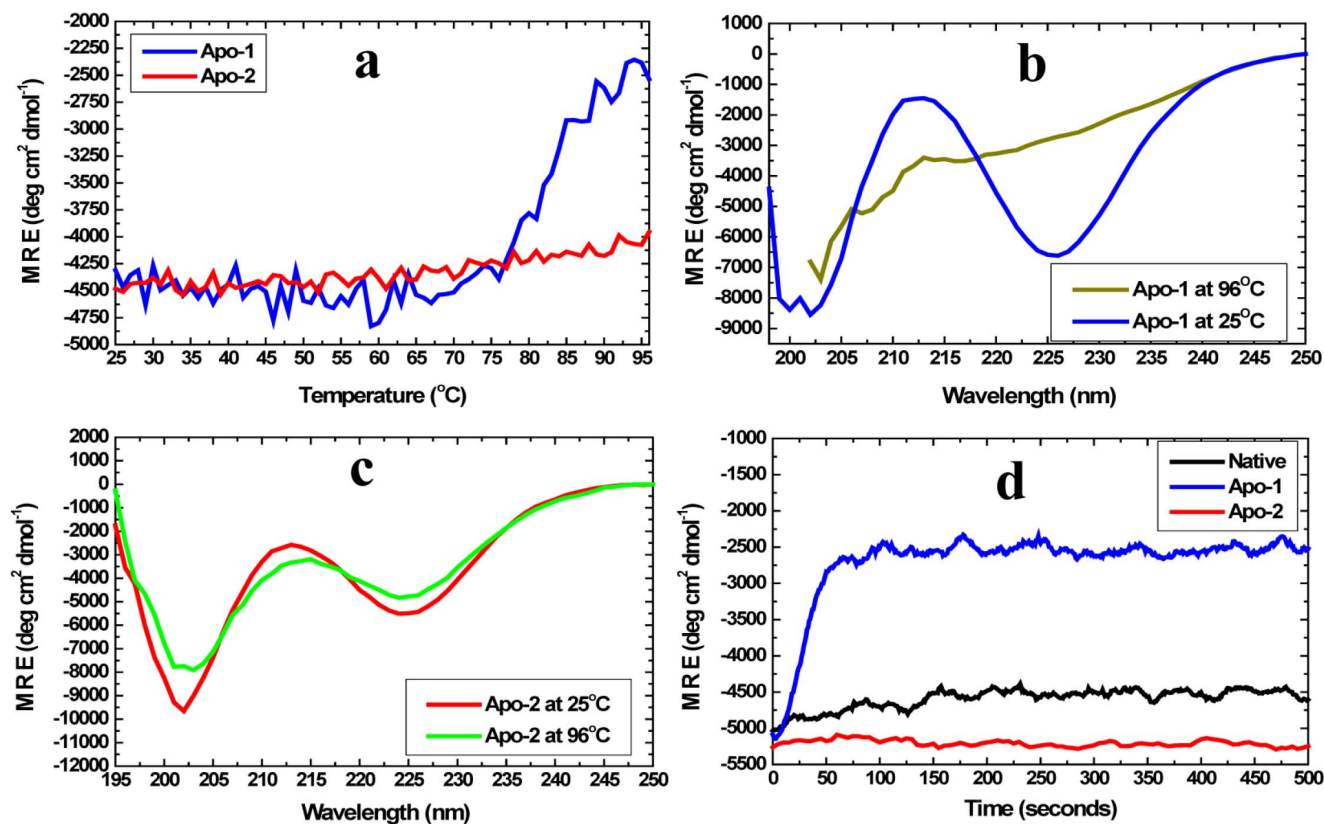 a
Apo-1
Apo-2
MRE (deg cm² dmol⁻¹)
-2000
-2250
-2500
-2750
-3000
-3250
-3500
-3750
-4000
-4250
-4500
-4750
-5000
25 30 35 40 45 50 55 60 65 70 75 80 85 90 95
Temperature (°C)
b
MRE (deg cm² dmol⁻¹)
1000
0
-1000
-2000
-3000
-4000
-5000
-6000
-7000
-8000
-9000
Apo-1 at 96°C
Apo-1 at 25°C
200 205 210 215 220 225 230 235 240 245 250
Wavelength (nm)
c
MRE (deg cm² dmol⁻¹)
2000
1000
0
-1000
-2000
-3000
-4000
-5000
-6000
-7000
-8000
-9000
-10000
-11000
-12000
Apo-2 at 25°C
Apo-2 at 96°C
195 200 205 210 215 220 225 230 235 240 245 250
Wavelength (nm)
d
Native
Apo-1
Apo-2
MRE (deg cm² dmol⁻¹)
-1000
-1500
-2000
-2500
-3000
-3500
-4000
-4500
-5000
-5500
0 50 100 150 200 250 300 350 400 450 500
Time (seconds)